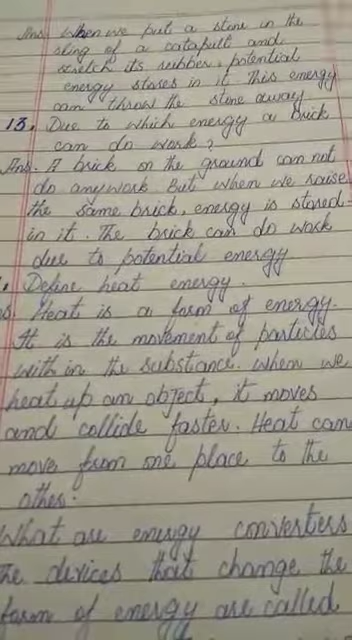 Ans. When we put a stone in the
sling of a catapult and
stretch its rubber, potential
energy stores in it. This energy
can throw the stone away.
13. Due to which energy a brick
can do work?
Ans. A brick on the ground can not
do any work. But when we raise
the same brick, energy is stored
in it. The brick can do work
due to potential energy
Define heat energy.
s. Heat is a form of energy.
It is the movement of particles
with in the substance. When we
heat up an object, it moves
and collide faster. Heat can
move from one place to the
other.
What are energy converters
The devices that change the
form of energy are called